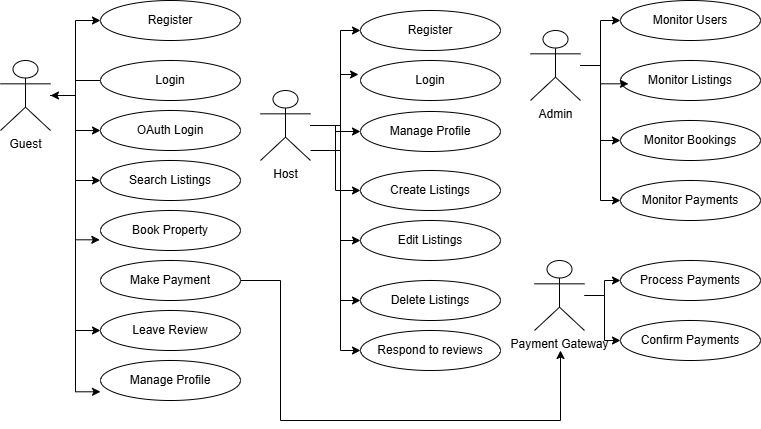 Register
Login
OAuth Login
Search Listings
Book Property
Make Payment
Leave Review
Manage Profile
Guest
Register
Login
Manage Profile
Create Listings
Edit Listings
Delete Listings
Respond to reviews
Host
Monitor Users
Monitor Listings
Monitor Bookings
Monitor Payments
Admin
Process Payments
Confirm Payments
Payment Gateway